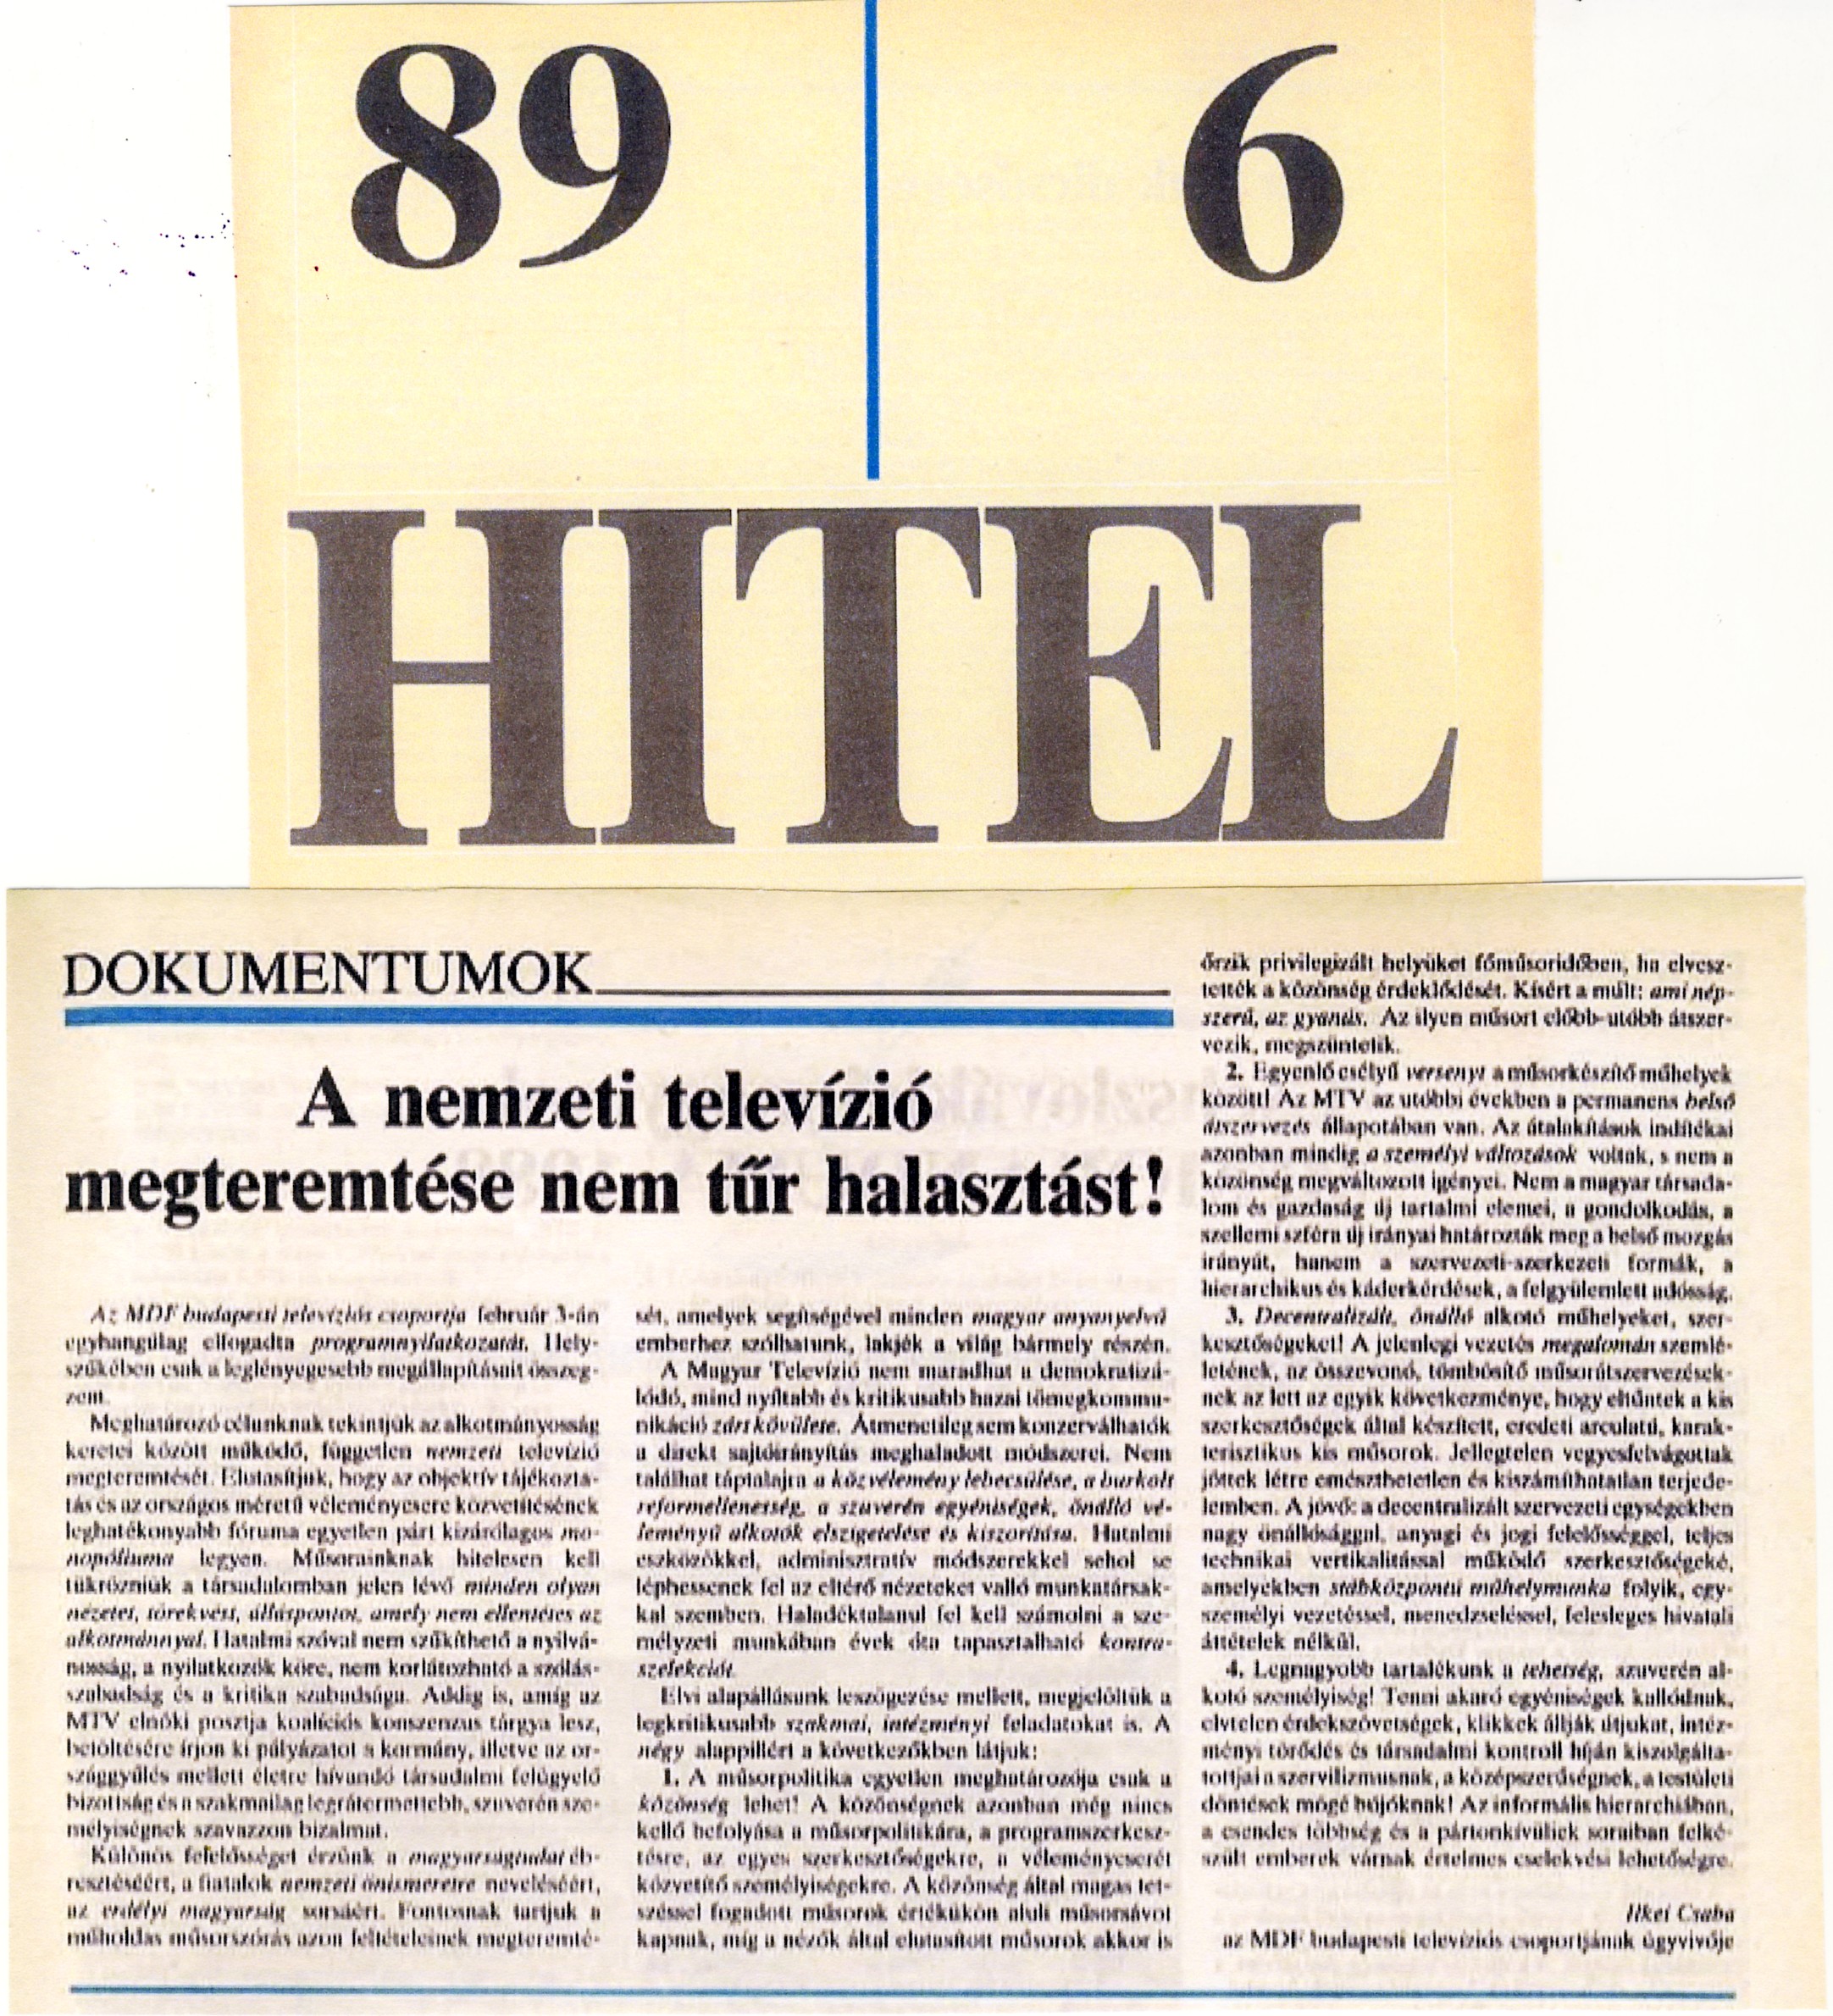 89
6
HITEL
DOKUMENTUMOK
A nemzeti televízió
megteremtése nem tűr halasztást!
Az MDF budapesti televíziós csoportja február 3-án
egyhangúlag elfogadta programnyilatkozatát. Hely-
szűkében csak a leglényegesebb megállapításait összeg-
zem.
Meghatározó célunknak tekintjük az alkotmányosság
keretei között működő, független nemzeti televízió
megteremtését. Elutasítjuk, hogy az objektív tájékozta-
tás és az országos méretű véleménycsere közvetítésének
leghatékonyabb fóruma egyetlen párt kizárólagos mo-
nopóliuma legyen. Műsorainknak hitelesen kell
tükrözniük a társadalomban jelen lévő minden olyan
nézetet, törekvést, álláspontot, amely nem ellentétes az
alkotmánnyal. Hatalmi szóval nem szűkíthető a nyilvá-
nosság, a nyilatkozók köre, nem korlátozható a szólás-
szabadság és a kritika szabadsága. Addig is, amíg az
MTV elnöki posztja koalíciós konszenzus tárgya lesz,
betöltésére írjon ki pályázatot a kormány, illetve az or-
szággyűlés mellett életre hívandó társadalmi felügyelő
bizottság és a szakmailag legrátermettebb, szuverén sze-
mélyiségnek szavazzon bizalmat.
Különös felelősséget érzünk a magyarságtudat éb-
resztéséért, a fiatalok nemzeti önismeretre neveléséért,
az erdélyi magyarság sorsáért. Fontosnak tartjuk a
műholdas műsorszórás azon feltételeinek megteremté-
sét, amelyek segítségével minden magyar anyanyelvű
emberhez szólhatunk, lakjék a világ bármely részén.
A Magyar Televízió nem maradhat a demokratizá-
lódó, mind nyíltabb és kritikusabb hazai tömegkommu-
nikáció zárt kövülete. Átmenetileg sem konzerválhatók
a direkt sajtóirányítás meghaladott módszerei. Nem
találhat táptalajra a közvélemény lebecsülése, a burkolt
reformellenesség, a szuverén egyéniségek, önálló vé-
leményű alkotók elszigetelése és kiszorítása. Hatalmi
eszközökkel, adminisztratív módszerekkel sehol se
léphessenek fel az eltérő nézeteket valló munkatársak-
kal szemben. Haladéktalanul fel kell számolni a sze-
mélyzeti munkában évek óta tapasztalható kontra-
szelekciót.
Elvi alapállásunk leszögezése mellett, megjelöltük a
legkritikusabb szakmai, intézményi feladatokat is. A
négy alappillért a következőkben látjuk:
1. A műsorpolitika egyetlen meghatározója csak a
közönség lehet! A közönségnek azonban még nincs
kellő befolyása a műsorpolitikára, a programszerkesz-
tésre, az egyes szerkesztőségekre, a véleménycserét
közvetítő személyiségekre. A közönség által magas tet-
széssel fogadott műsorok értékükön aluli műsorsávot
kapnak, míg a nézők által elutasított műsorok akkor is
őrzik privilegizált helyüket főműsoridőben, ha elvesz-
tették a közönség érdeklődését. Kísért a múlt: ami nép-
szerű, az gyanús. Az ilyen műsort előbb-utóbb átszer-
vezik, megszüntetik.
2. Egyenlő esélyű versenyt a műsorkészítő műhelyek
között! Az MTV az utóbbi években a permanens belső
átszervezés állapotában van. Az átalakítások indítékai
azonban mindig a személyi változások voltak, s nem a
közönség megváltozott igényei. Nem a magyar társada-
lom és gazdaság új tartalmi elemei, a gondolkodás, a
szellemi szféra új irányai határozták meg a belső mozgás
irányát, hanem a szervezeti-szerkezeti formák, a
hierarchikus és káderkérdések, a felgyülemlett adósság.
3. Decentralizált, önálló alkotó műhelyeket, szer-
kesztőségeket! A jelenlegi vezetés megalomán szemlé-
letének, az összevonó, tömbösítő műsorátszervezések-
nek az lett az egyik következménye, hogy eltűntek a kis
szerkesztőségek által készített, eredeti arculatú, karak-
terisztikus kis műsorok. Jellegtelen vegyesfelvágottak
jöttek létre emészthetetlen és kiszámíthatatlan terjede-
lemben. A jövő: a decentralizált szervezeti egységekben
nagy önállósággal, anyagi és jogi felelősséggel, teljes
technikai vertikalitással működő szerkesztőségeké,
amelyekben stábközpontú műhelymunka folyik, egy-
személyi vezetéssel, menedzseléssel, felesleges hivatali
áttételek nélkül.
4. Legnagyobb tartalékunk a tehetség, szuverén al-
kotó személyiség! Tenni akaró egyéniségek kallódnak,
elvtelen érdekszövetségek, klikkek állják útjukat, intéz-
ményi törődés és társadalmi kontroll híján kiszolgálta-
tottjai a szervilizmusnak, a középszerűségnek, a testületi
döntések mögé bújóknak! Az informális hierarchiában,
a csendes többség és a pártonkívüliek soraiban felké-
szült emberek várnak értelmes cselekvési lehetőségre.
Ilkei Csaba
az MDF budapesti televíziós csoportjának ügyvivője